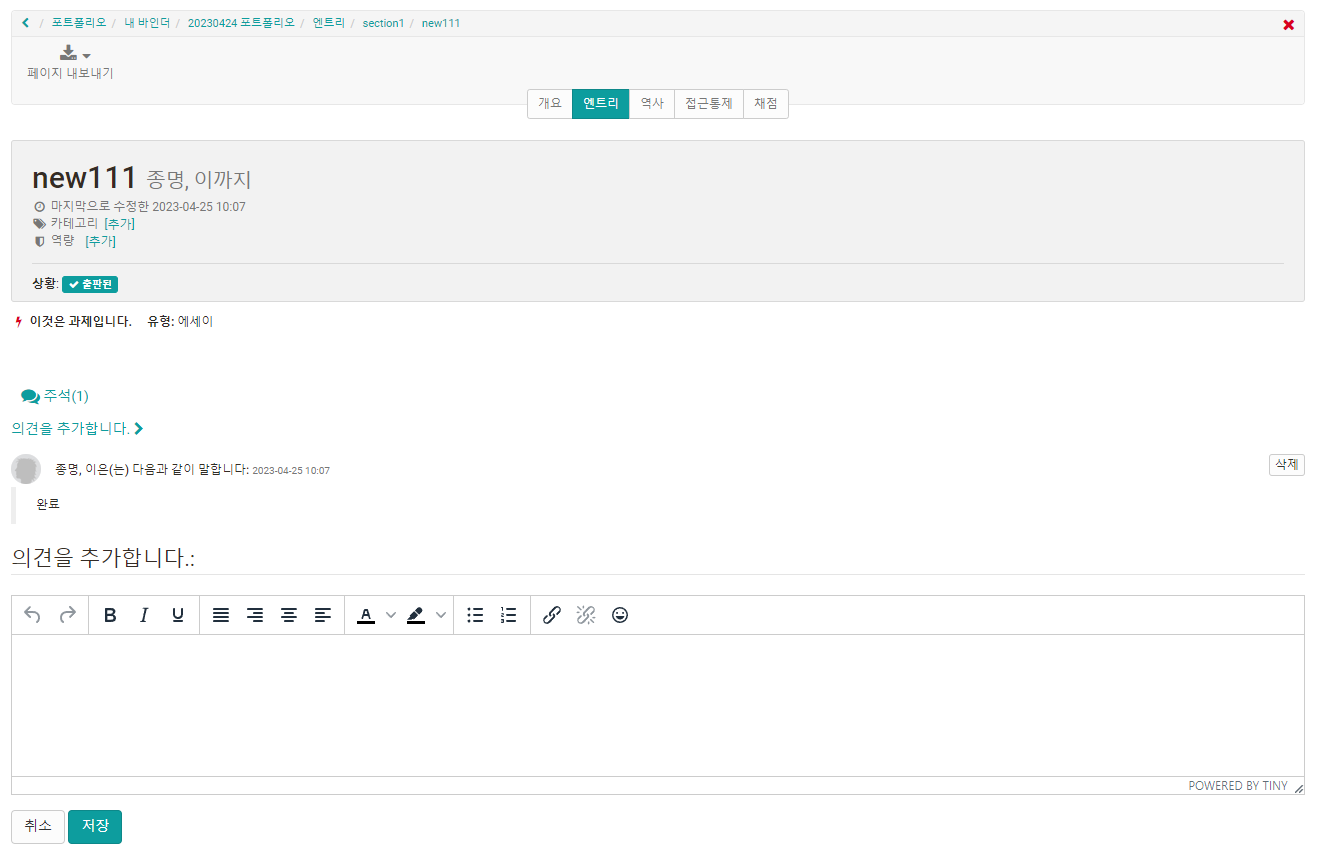 / 포트폴리오 / 내 바인더 / 20230424 포트폴리오 / 엔트리 / section1 / new111
페이지 내보내기
개요 엔트리 역사 접근통제 채점
new111 종명, 이까지
마지막으로 수정한 2023-04-25 10:07
카테고리 [추가]
역량 [추가]
상황: 출판된
이것은 과제입니다. 유형: 에세이
주석(1)
의견을 추가합니다.
종명, 이은(는) 다음과 같이 말합니다: 2023-04-25 10:07 삭제
완료
의견을 추가합니다.:
POWERED BY TINY
취소 저장